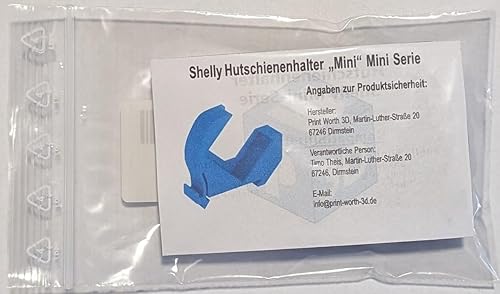 Shelly Hutschienenhalter „Mini“ Mini Serie
Angaben zur Produktsicherheit:
Hersteller:
Print Worth 3D, Martin-Luther-Straße 20
67246 Dirmstein
Verantwortliche Person:
Timo Theis, Martin-Luther-Straße 20
67246, Dirmstein
E-Mail:
info@print-worth-3d.de